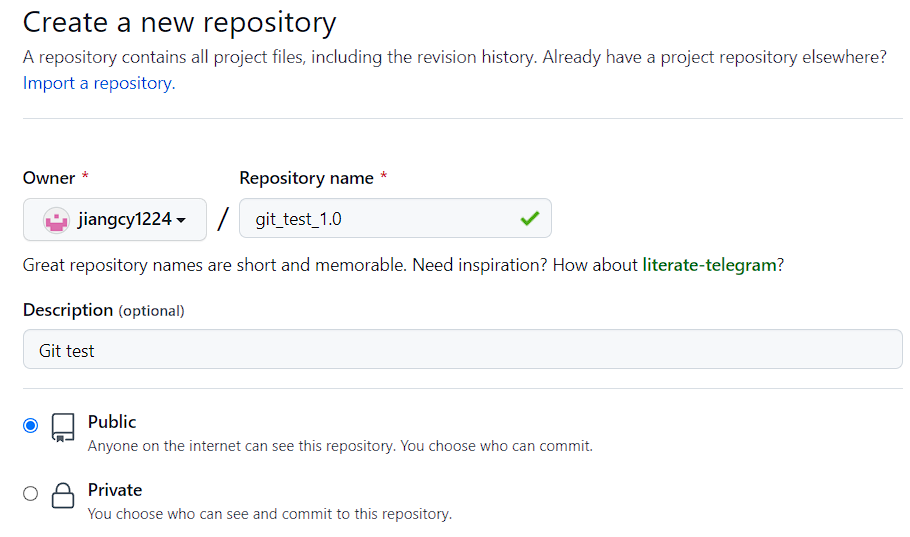 Create a new repository
A repository contains all project files, including the revision history. Already have a project repository elsewhere?
Import a repository.
Owner * Repository name *
jiangcy1224 / git_test_1.0
Great repository names are short and memorable. Need inspiration? How about literate-telegram?
Description (optional)
Git test
Public
Anyone on the internet can see this repository. You choose who can commit.
Private
You choose who can see and commit to this repository.